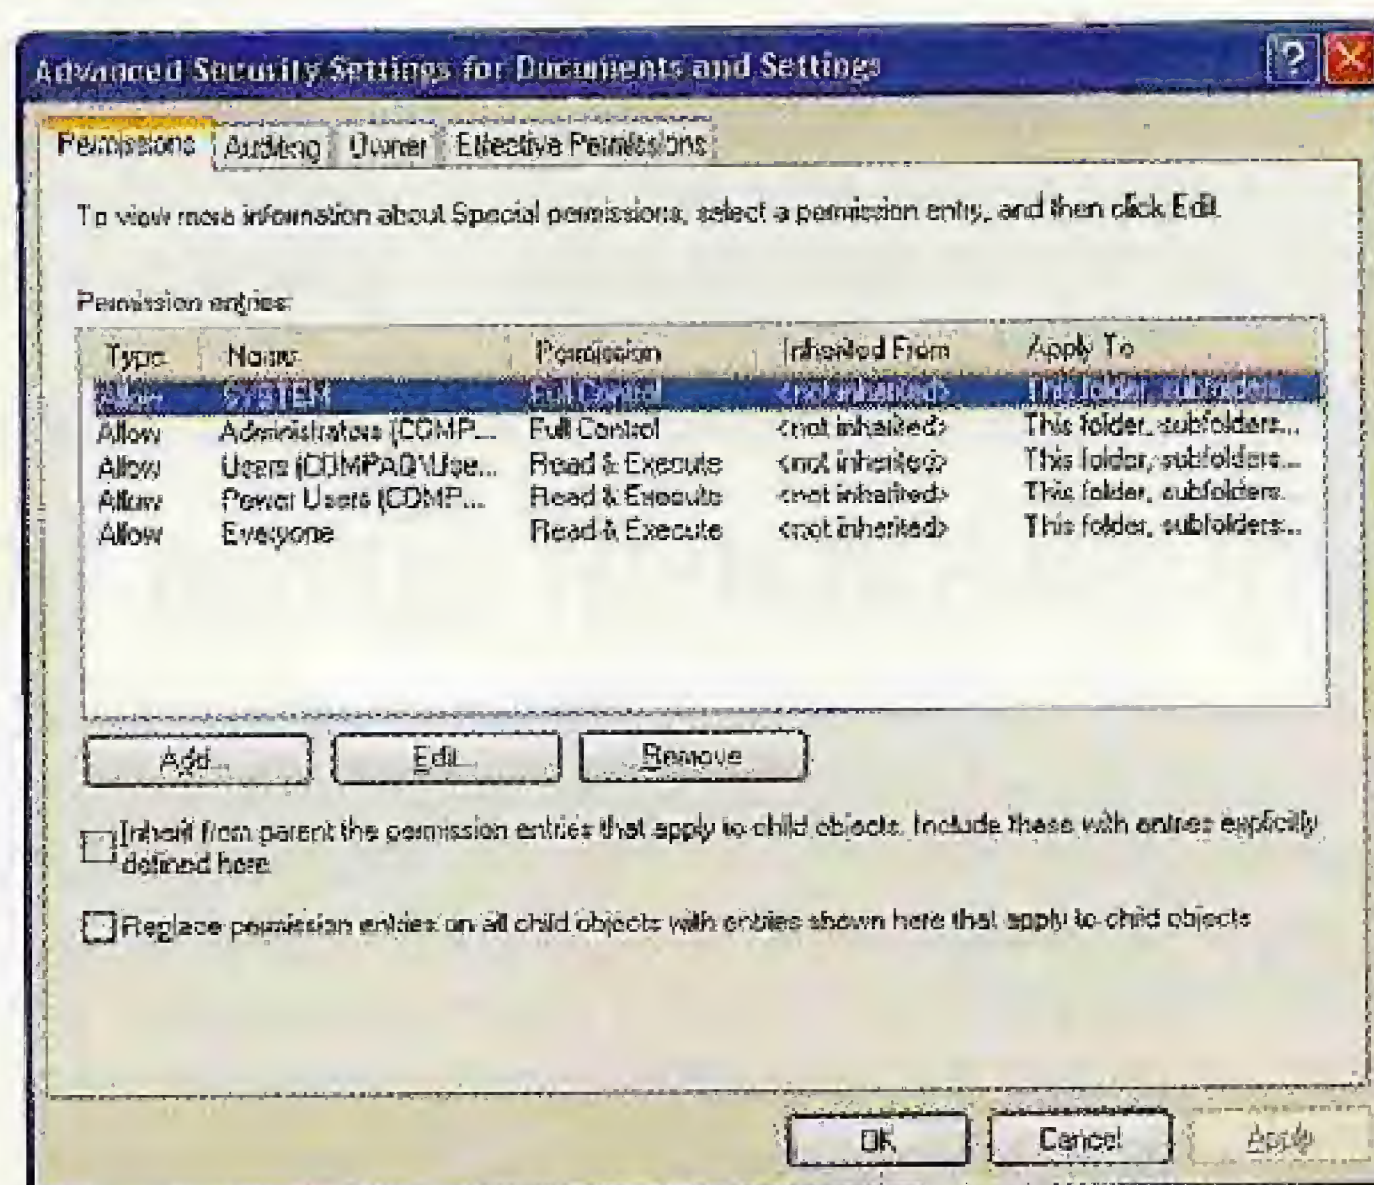 Advanced Security Settings for Documents and Settings
Permissions Auditing Owner Effective Permissions
To view more information about Special permissions, select a permission entry, and then click Edit.
Permission entries:
Type Name Permission Inherited From Apply To
Allow SYSTEM Full Control <not inherited> This folder, subfolders...
Allow Administrators (COMP... Full Control <not inherited> This folder, subfolders...
Allow Users (COMPAQ\Use... Read & Execute <not inherited> This folder, subfolders...
Allow Power Users (COMP... Read & Execute <not inherited> This folder, subfolders...
Allow Everyone Read & Execute <not inherited> This folder, subfolders...
Add... Edit... Remove
Inherit from parent the permission entries that apply to child objects. Include these with entries explicitly
defined here.
Replace permission entries on all child objects with entries shown here that apply to child objects
OK Cancel Apply